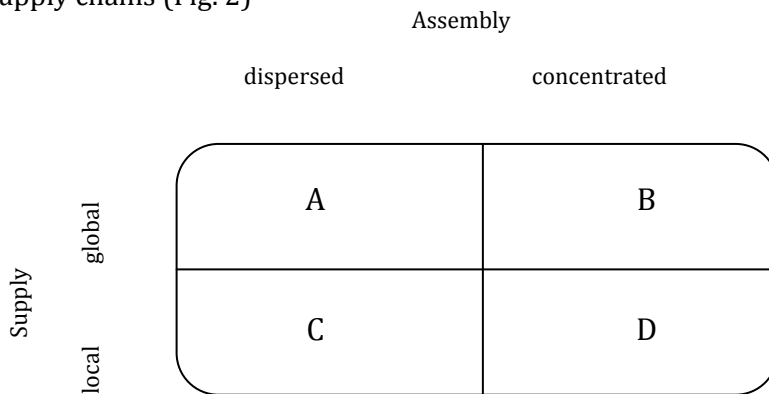 supply chains (Fig. 2)
Assembly
dispersed concentrated
global
A B
Supply
C D
local